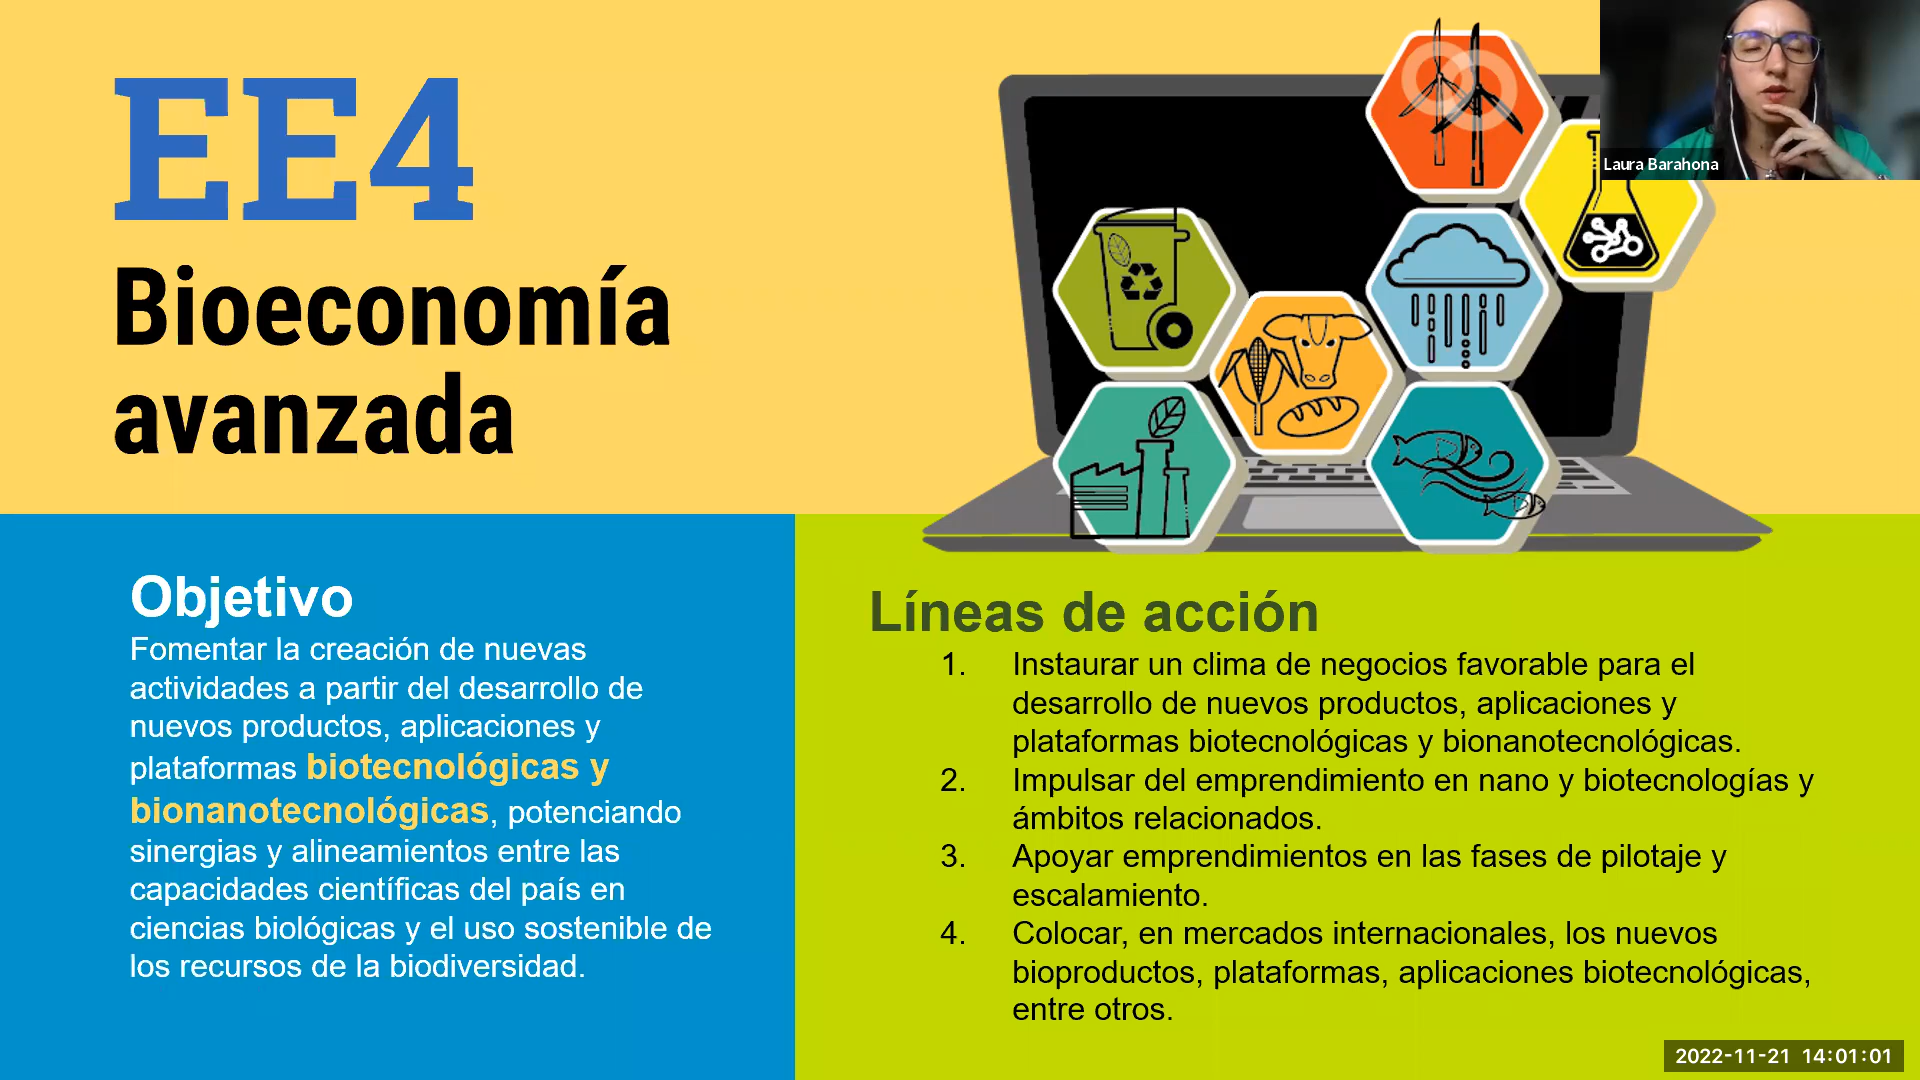 EE4
Bioeconomía
avanzada
Laura Barahona
Objetivo
Fomentar la creación de nuevas
actividades a partir del desarrollo de
nuevos productos, aplicaciones y
plataformas biotecnológicas y
bionanotecnológicas, potenciando
sinergias y alineamientos entre las
capacidades científicas del país en
ciencias biológicas y el uso sostenible de
los recursos de la biodiversidad.
Líneas de acción
1. Instaurar un clima de negocios favorable para el
desarrollo de nuevos productos, aplicaciones y
plataformas biotecnológicas y bionanotecnológicas.
2. Impulsar del emprendimiento en nano y biotecnologías y
ámbitos relacionados.
3. Apoyar emprendimientos en las fases de pilotaje y
escalamiento.
4. Colocar, en mercados internacionales, los nuevos
bioproductos, plataformas, aplicaciones biotecnológicas,
entre otros.
2022-11-21 14:01:01